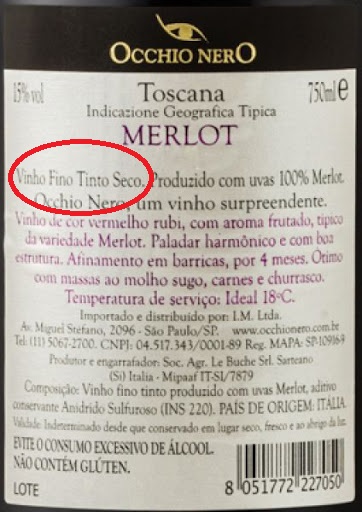 OCCHIO NERO
15% vol Toscana 750ml e
Indicazione Geografica Tipica
MERLOT
Vinho Fino Tinto Seco. Produzido com uvas 100% Merlot.
Occhio Nero, um vinho surpreendente.
Vinho de cor vermelho rubi, com aroma frutado, típico
da variedade Merlot. Paladar harmônico e com boa
estrutura. Afinamento em barricas, por 4 meses. Ótimo
com massas ao molho sugo, carnes e churrasco.
Temperatura de serviço: Ideal 18ºC.
Importado e distribuído por: I.M. Ltda.
Av. Miguel Stefano, 2096 - São Paulo/SP. www.occhionero.com.br
Tel: (11) 5067-2700. CNPJ: 04.517.343/0001-89 Reg. MAPA: SP-10916-9
Produtor e engarrafador: Soc. Agr. Le Buche Srl. Sarteano
(Si) Italia - Mipaaf IT-SI/7879
Composição: Vinho fino tinto produzido com uvas Merlot, aditivo
conservante Anidrido Sulfuroso (INS 220). PAÍS DE ORIGEM: ITÁLIA.
Validade: Indeterminado desde que conservado em lugar seco, fresco e ao abrigo da luz.
EVITE O CONSUMO EXCESSIVO DE ÁLCOOL.
NÃO CONTÉM GLÚTEN.
LOTE
8 051772 227050